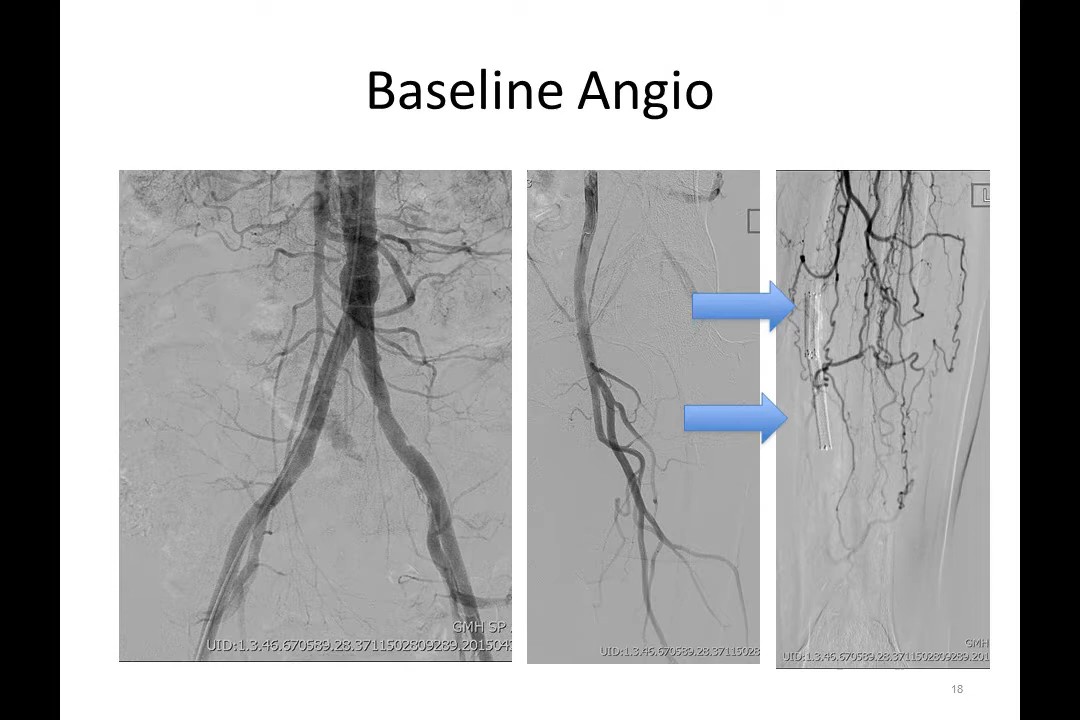 Baseline Angio
3
L
GMH SP
UID:1.3.46.670589.28.3711502809289.201504
UID:1.3.46.670589.28.37115028
GMH
UID:1.3.46.670589.28.3711502809289.201
18